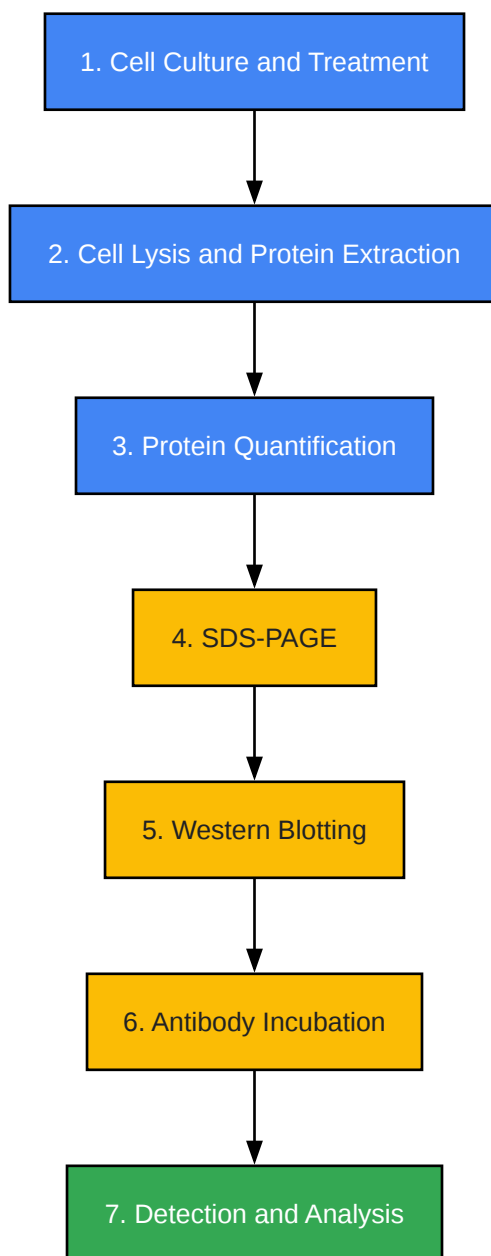 1. Cell Culture and Treatment
2. Cell Lysis and Protein Extraction
3. Protein Quantification
4. SDS-PAGE
5. Western Blotting
6. Antibody Incubation
7. Detection and Analysis